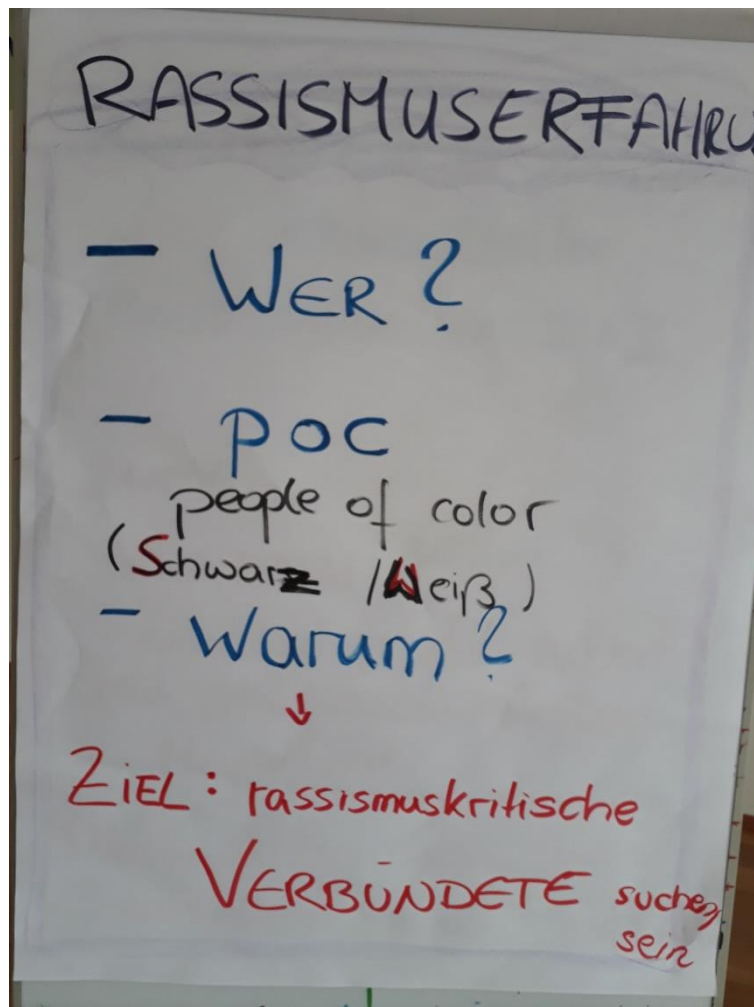 RASSISMUSERFAHRU
- WER ?
- POC
people of color
(Schwarz / Weiß)
- Warum ?
↓
ZIEL: rassismuskritische
VERBÜNDETE suchen,
sein